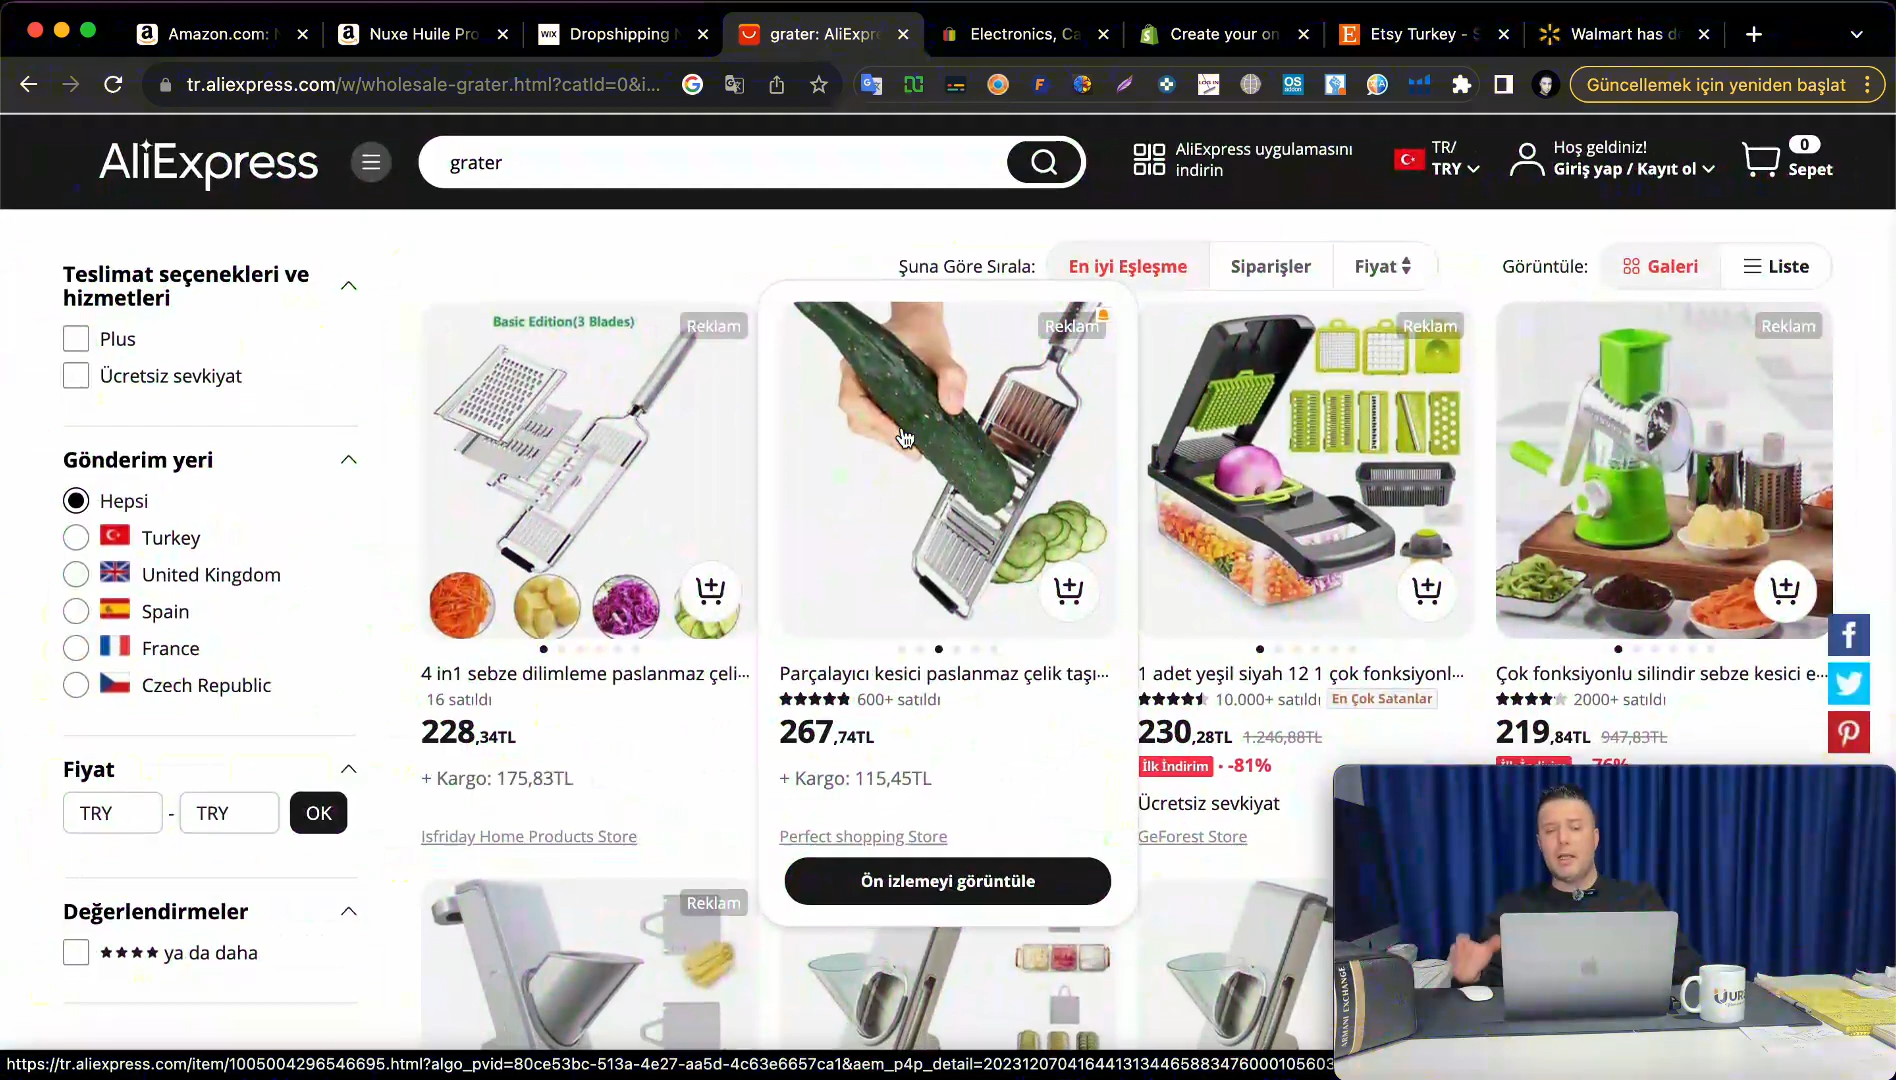 Amazon.com: N
Nuxe Huile Pro
WiX
Dropshipping N
grater: AliExpre
Electronics, Ca
Create your on
Etsy Turkey - S
Walmart has de
tr.aliexpress.com/w/wholesale-grater.html?catId=0&i...
Güncellemek için yeniden başlat
AliExpress
grater
AliExpress uygulamasını
indirin
TR/
TRY
Hoş geldiniz!
Giriş yap / Kayıt ol
0
Sepet
Teslimat seçenekleri ve
hizmetleri
Plus
Ücretsiz sevkiyat
Gönderim yeri
Hepsi
Turkey
United Kingdom
Spain
France
Czech Republic
Fiyat
TRY - TRY OK
Değerlendirmeler
★★★★ ya da daha
Şuna Göre Sırala:
En iyi Eşleşme
Siparişler
Fiyat
Görüntüle:
Galeri
Liste
Basic Edition(3 Blades)
Reklam
4 in1 sebze dilimleme paslanmaz çeli···
16 satıldı
228,34TL
+ Kargo: 175,83TL
Isfriday Home Products Store
Reklam
Parçalayıcı kesici paslanmaz çelik taşı···
600+ satıldı
267,74TL
+ Kargo: 115,45TL
Perfect shopping Store
Ön izlemeyi görüntüle
Reklam
1 adet yeşil siyah 12 1 çok fonksiyonl···
10.000+ satıldı En Çok Satanlar
230,28TL 1.246,88TL
İlk İndirim · -81%
Ücretsiz sevkiyat
GeForest Store
Reklam
Çok fonksiyonlu silindir sebze kesici e···
2000+ satıldı
219,84TL 947,83TL
-76%
Reklam
ARMANI EXCHANGE
https://tr.aliexpress.com/item/1005004296546695.html?algo_pvid=80ce53bc-513a-4e27-aa5d-4c63e6657ca1&aem_p4p_detail=2023120704164413134465883476000105603